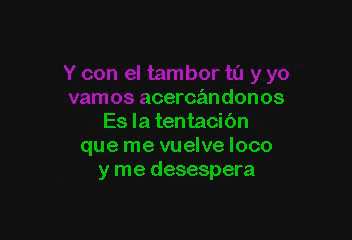 Y con el tambor tú y yo
vamos acercándonos
Es la tentación
que me vuelve loco
y me desespera